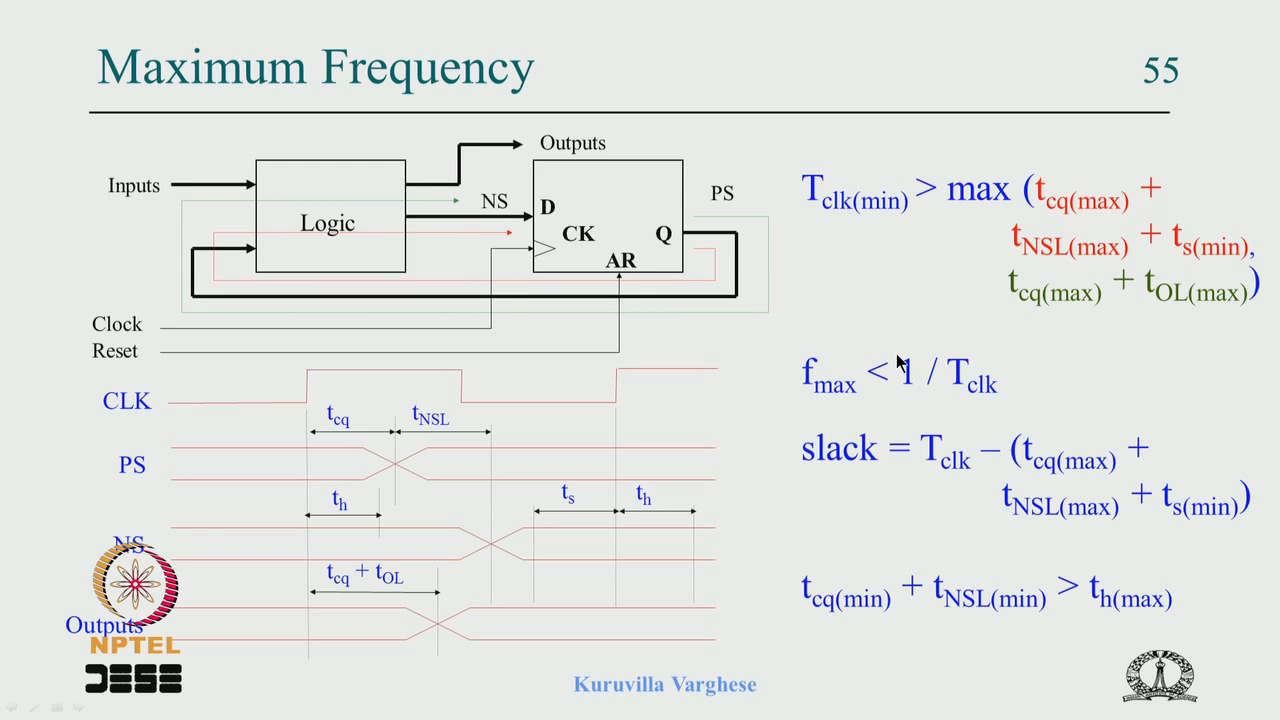 Maximum Frequency
55
Outputs
Inputs
NS
PS
D
Logic
CK
Q
AR
Clock
Reset
CLK
tcq
tNSL
PS
th
ts
th
NS
tcq + tOL
Outputs
Tclk(min) > max (tcq(max) +
tNSL(max) + ts(min),
tcq(max) + tOL(max))
fmax < 1 / Tclk
slack = Tclk – (tcq(max) +
tNSL(max) + ts(min))
tcq(min) + tNSL(min) > th(max)
NPTEL
DESE
Kuruvilla Varghese